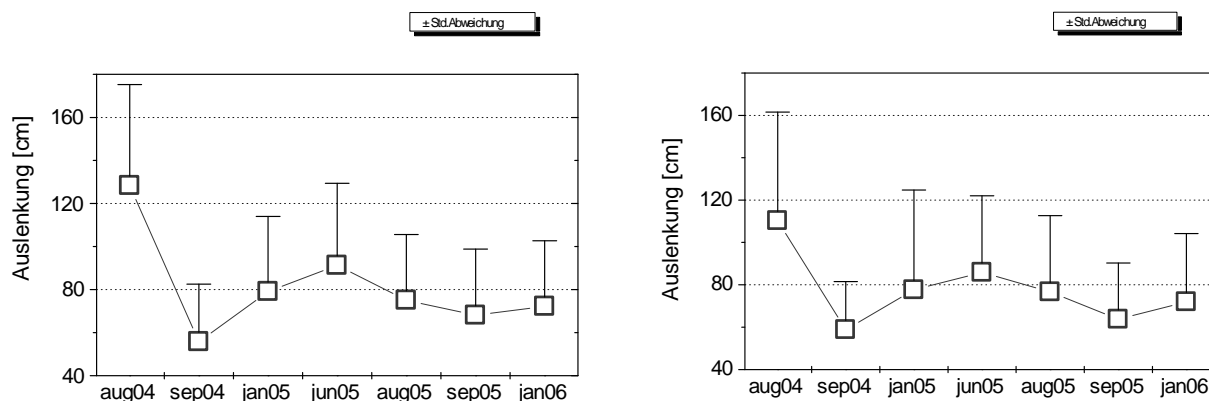 ± Std.Abweichung
Auslenkung [cm]
160
120
80
40
aug04 sep04 jan05 jun05 aug05 sep05 jan06
± Std.Abweichung
Auslenkung [cm]
160
120
80
40
aug04 sep04 jan05 jun05 aug05 sep05 jan06